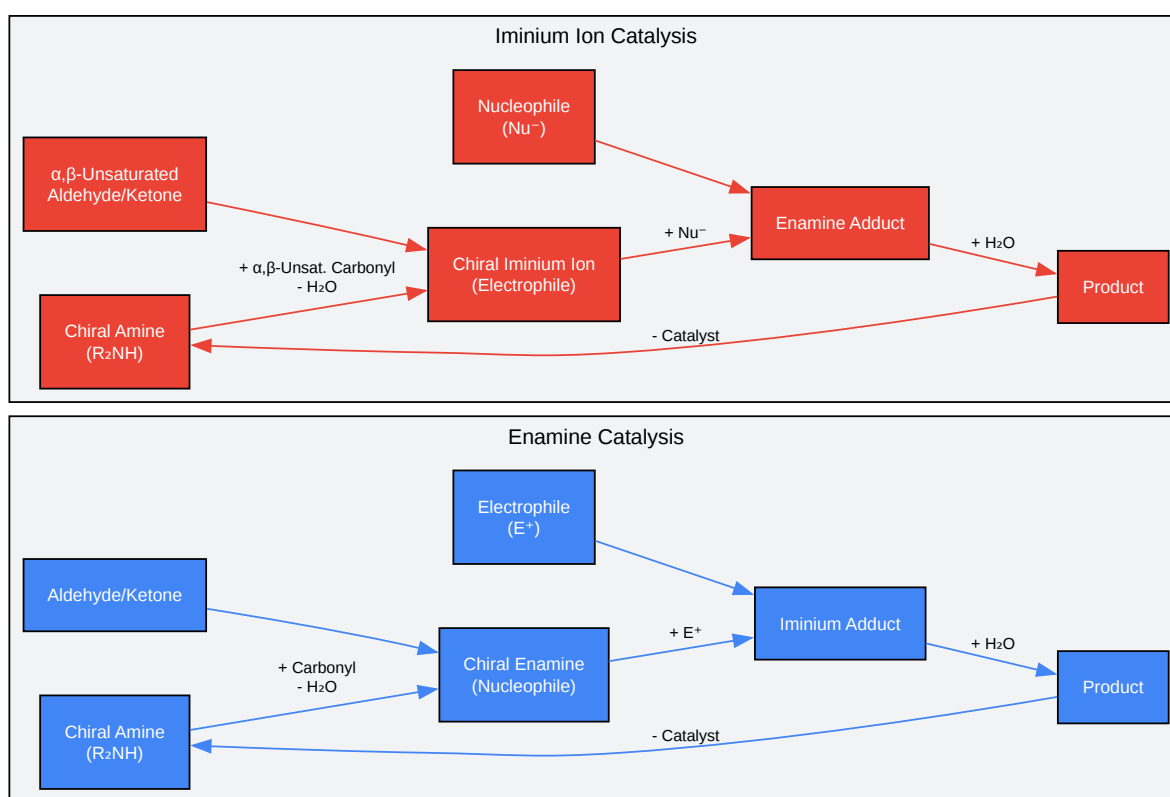 Iminium Ion Catalysis
Nucleophile
(Nu⁻)
α,β-Unsaturated
Aldehyde/Ketone
Enamine Adduct
+ Nu⁻
+ H₂O
Chiral Iminium Ion
(Electrophile)
+ α,β-Unsat. Carbonyl
- H₂O
Product
Chiral Amine
(R₂NH)
- Catalyst
Enamine Catalysis
Electrophile
(E⁺)
Aldehyde/Ketone
Iminium Adduct
+ E⁺
+ H₂O
Chiral Enamine
(Nucleophile)
+ Carbonyl
- H₂O
Product
Chiral Amine
(R₂NH)
- Catalyst